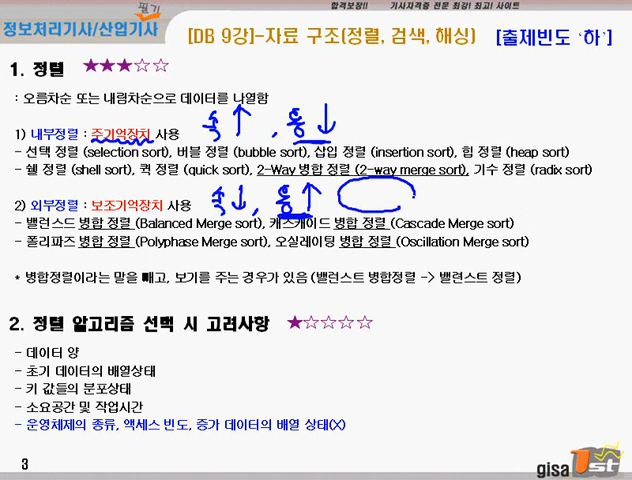 합격보장!! 기사자격증 전문 최강! 최고! 사이트
정보처리기사/산업기사
필기
[DB 9강]-자료 구조(정렬, 검색, 해싱) [출제빈도 '하']
1. 정렬 ★★★☆☆
: 오름차순 또는 내림차순으로 데이터를 나열함
속↑, 용↓
1) 내부정렬 : 주기억장치 사용
- 선택 정렬 (selection sort), 버블 정렬 (bubble sort), 삽입 정렬 (insertion sort), 힙 정렬 (heap sort)
- 쉘 정렬 (shell sort), 퀵 정렬 (quick sort), 2-Way 병합 정렬 (2-way merge sort), 기수 정렬 (radix sort)
속↓, 용↑
2) 외부정렬 : 보조기억장치 사용
- 밸런스드 병합 정렬 (Balanced Merge sort), 캐스케이드 병합 정렬 (Cascade Merge sort)
- 폴리파즈 병합 정렬 (Polyphase Merge sort), 오실레이팅 병합 정렬 (Oscillation Merge sort)
* 병합정렬이라는 말을 빼고, 보기를 주는 경우가 있음 (밸런스트 병합정렬 -> 밸련스트 정렬)
2. 정렬 알고리즘 선택 시 고려사항 ★☆☆☆☆
- 데이터 양
- 초기 데이터의 배열상태
- 키 값들의 분포상태
- 소요공간 및 작업시간
- 운영체제의 종류, 액세스 빈도, 증가 데이터의 배열 상태(X)
3
gisa 1st